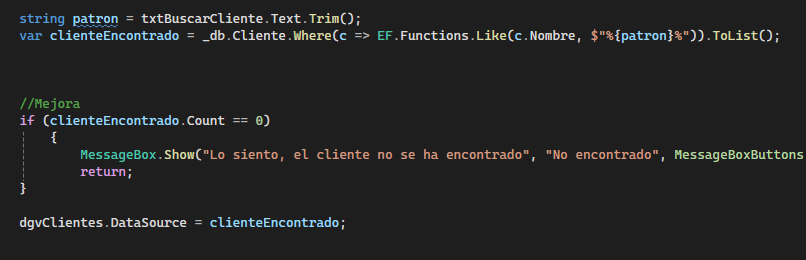 string patron = txtBuscarCliente.Text.Trim();
var clienteEncontrado = _db.Cliente.Where(c => EF.Functions.Like(c.Nombre, $"%{patron}%")).ToList();
//Mejora
if (clienteEncontrado.Count == 0)
{
MessageBox.Show("Lo siento, el cliente no se ha encontrado", "No encontrado", MessageBoxButtons
return;
}
dgvClientes.DataSource = clienteEncontrado;